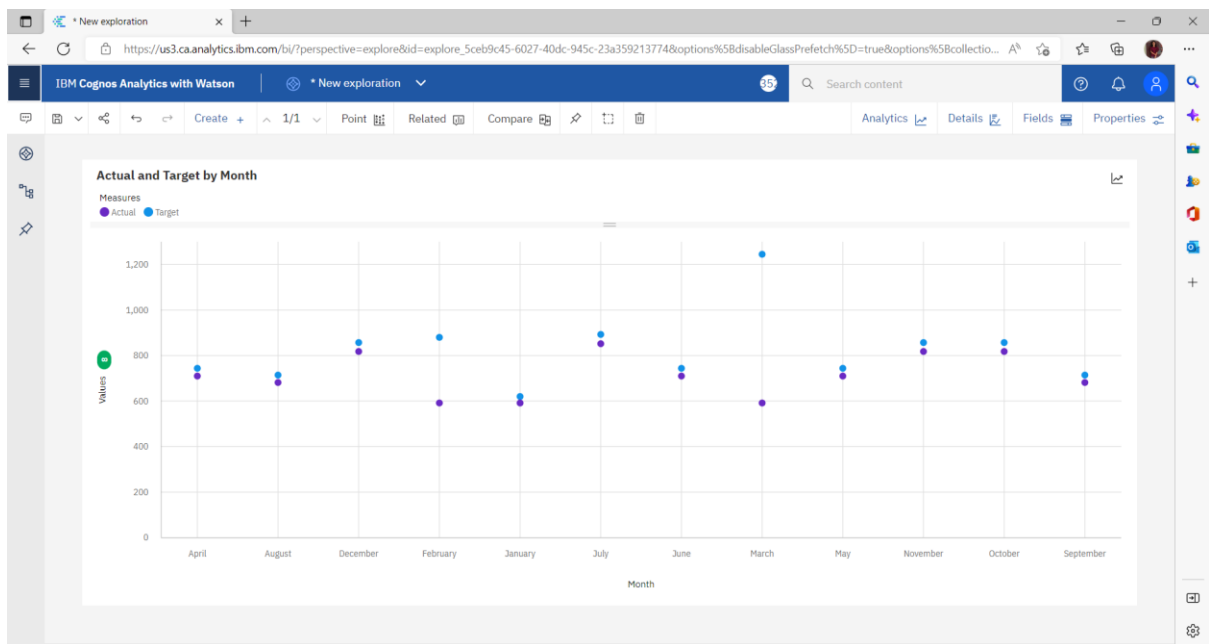 * New exploration
https://us3.ca.analytics.ibm.com/bi/?perspective=explore&id=explore_5ceb9c45-6027-40dc-945c-23a359213774&options%5BdisableGlassPrefetch%5D=true&options%5Bcollectio...
IBM Cognos Analytics with Watson * New exploration 352 Search content
Create + 1/1 Point Related Compare Analytics Details Fields Properties
Actual and Target by Month
Measures
Actual Target
1,200
1,000
800
600
400
200
0
Values
April August December February January July June March May November October September
Month